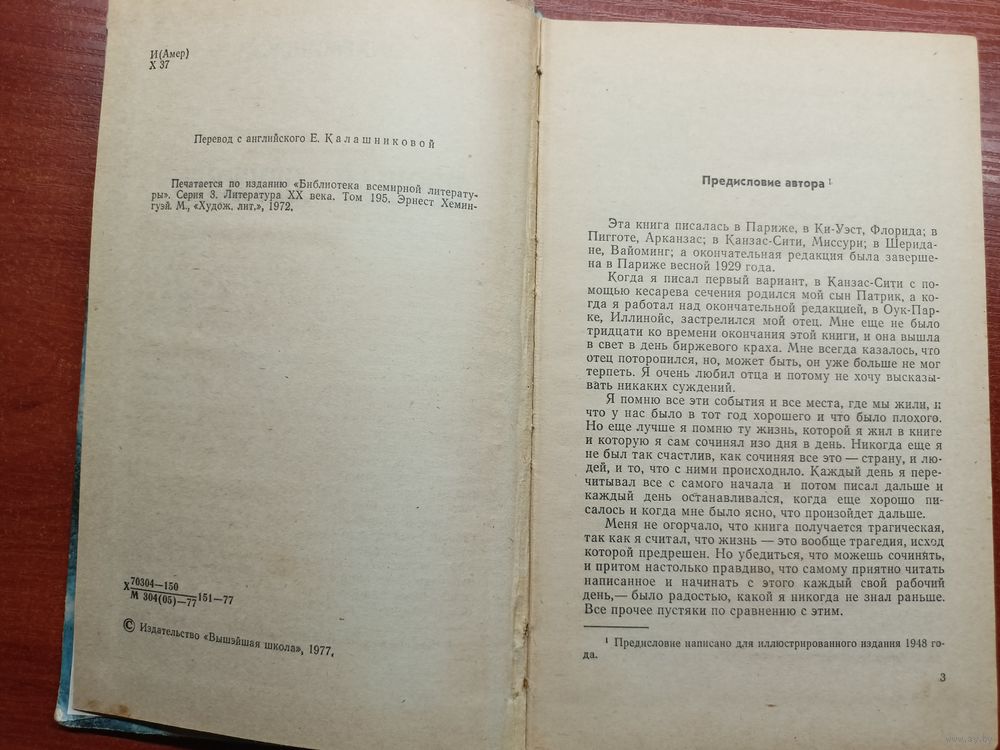 И(Амер)
Х 37
Перевод с английского Е. Калашниковой
Печатается по изданию «Библиотека всемирной литерату-
ры». Серия 3. Литература XX века. Том 195. Эрнест Хемин-
гуэй. М., «Худож. лит.», 1972.
Х 70304—150
М 304(05)—77 151—77
© Издательство «Вышэйшая школа», 1977.
Предисловие автора 1
Эта книга писалась в Париже, в Ки-Уэст, Флорида; в
Пигготе, Арканзас; в Канзас-Сити, Миссури; в Шерида-
не, Вайоминг; а окончательная редакция была заверше-
на в Париже весной 1929 года.
Когда я писал первый вариант, в Канзас-Сити с по-
мощью кесарева сечения родился мой сын Патрик, а ко-
гда я работал над окончательной редакцией, в Оук-Пар-
ке, Иллинойс, застрелился мой отец. Мне еще не было
тридцати ко времени окончания этой книги, и она вышла
в свет в день биржевого краха. Мне всегда казалось, что
отец поторопился, но, может быть, он уже больше не мог
терпеть. Я очень любил отца и потому не хочу высказы-
вать никаких суждений.
Я помню все эти события и все места, где мы жили, и
что у нас было в тот год хорошего и что было плохого.
Но еще лучше я помню ту жизнь, которой я жил в книге
и которую я сам сочинял изо дня в день. Никогда еще я
не был так счастлив, как сочиняя все это — страну, и лю-
дей, и то, что с ними происходило. Каждый день я пере-
читывал все с самого начала и потом писал дальше и
каждый день останавливался, когда еще хорошо пи-
салось и когда мне было ясно, что произойдет дальше.
Меня не огорчало, что книга получается трагическая,
так как я считал, что жизнь — это вообще трагедия, исход
которой предрешен. Но убедиться, что можешь сочинять,
и притом настолько правдиво, что самому приятно читать
написанное и начинать с этого каждый свой рабочий
день,— было радостью, какой я никогда не знал раньше.
Все прочее пустяки по сравнению с этим.
1 Предисловие написано для иллюстрированного издания 1948 го-
да.
3
www.ay.by